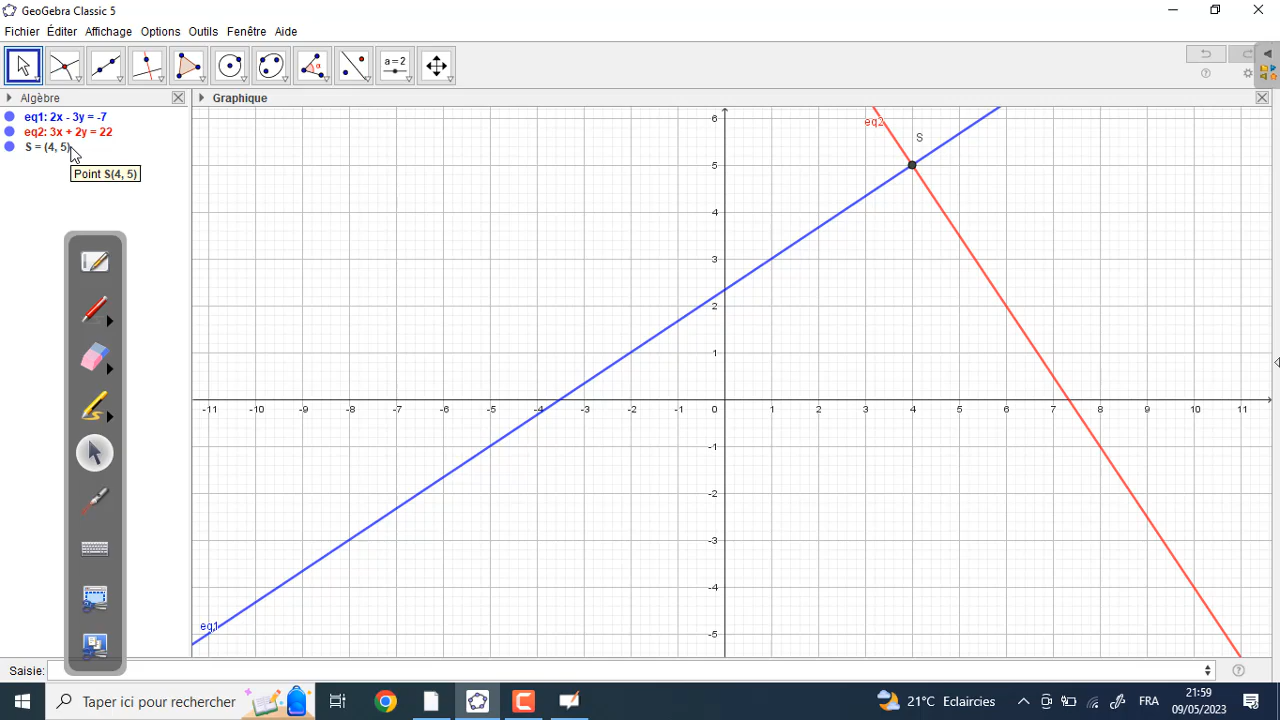 GeoGebra Classic 5
Fichier Éditer Affichage Options Outils Fenêtre Aide
a = 2
Algèbre
Graphique
eq1: 2x - 3y = -7
eq2: 3x + 2y = 22
S = (4, 5)
Point S(4, 5)
eq2
S
eq1
6
5
4
3
2
1
-11 -10 -9 -8 -7 -6 -5 -4 -3 -2 -1 0 1 2 3 4 5 6 7 8 9 10 11
-1
-2
-3
-4
-5
Saisie:
Taper ici pour rechercher
21°C Eclaircies
FRA
21:59
09/05/2023